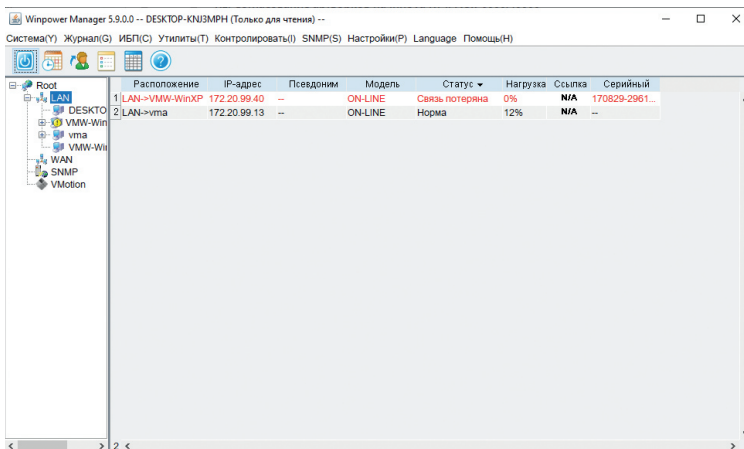 Winpower Manager 5.9.0.0 -- DESKTOP-KNJ3MPH (Только для чтения) --
Система(Y) Журнал(G) ИБП(C) Утилиты(T) Контролировать(I) SNMP(S) Настройки(P) Language Помощь(H)
Root
LAN
DESKTO
VMW-Win
vma
VMW-Wi
WAN
SNMP
VMotion
Расположение IP-адрес Псевдоним Модель Статус Нагрузка Ссылка Серийный
1 LAN->VMW-WinXP 172.20.99.40 -- ON-LINE Связь потеряна 0% N/A 170829-2961...
2 LAN->vma 172.20.99.13 -- ON-LINE Норма 12% N/A --
2